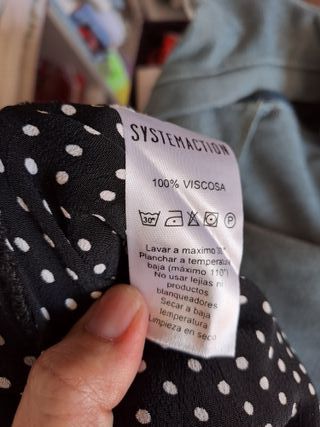 SYSTEMACTION
100% VISCOSA
30°
P
Lavar a maximo 30°
Planchar a temperatura
baja (máximo 110°)
No usar lejías ni
productos
blanqueadores
Secar a baja
temperatura
Limpieza en seco